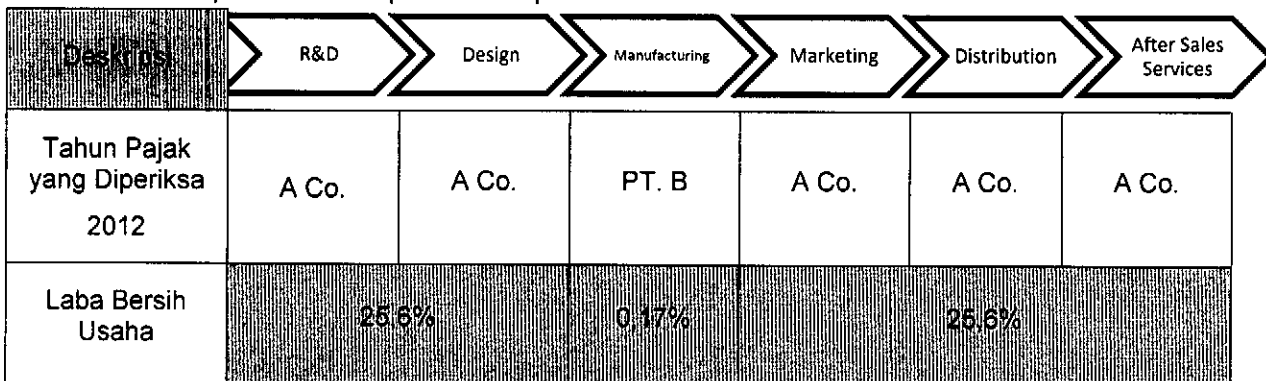 Deskripsi
R&D
Design
Manufacturing
Marketing
Distribution
After Sales
Services
Tahun Pajak
yang Diperiksa
2012
A Co.
A Co.
PT. B
A Co.
A Co.
A Co.
Laba Bersih
Usaha
25,6%
0,17%
25,6%